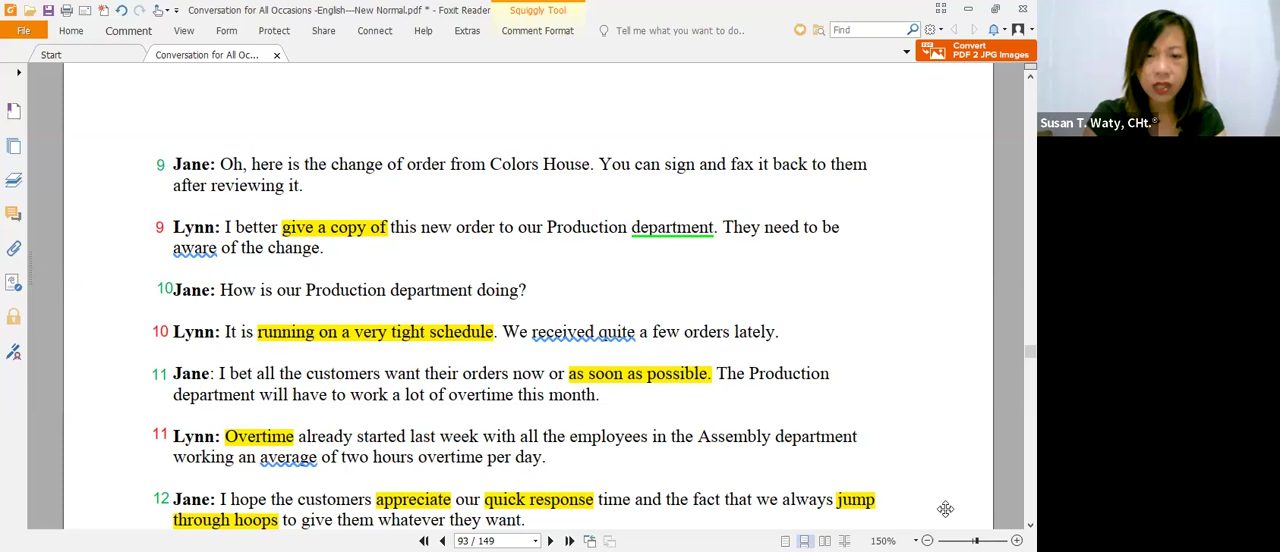 Conversation for All Occasions -English---New Normal.pdf * - Foxit Reader
Squiggly Tool
File Home Comment View Form Protect Share Connect Help Extras Comment Format Tell me what you want to do.. Find
Start Conversation for All Oc... Convert
PDF 2 JPG Images
Susan T. Waty, CHt.®
9 Jane: Oh, here is the change of order from Colors House. You can sign and fax it back to them
after reviewing it.
9 Lynn: I better give a copy of this new order to our Production department. They need to be
aware of the change.
10 Jane: How is our Production department doing?
10 Lynn: It is running on a very tight schedule. We received quite a few orders lately.
11 Jane: I bet all the customers want their orders now or as soon as possible. The Production
department will have to work a lot of overtime this month.
11 Lynn: Overtime already started last week with all the employees in the Assembly department
working an average of two hours overtime per day.
12 Jane: I hope the customers appreciate our quick response time and the fact that we always jump
through hoops to give them whatever they want.
93 / 149 150%